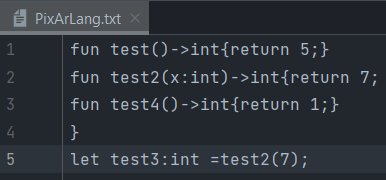 PixArLang.txt ×
1 fun test()->int{return 5;}
2 fun test2(x:int)->int{return 7;
3 fun test4()->int{return 1;}
4 }
5 let test3:int =test2(7);